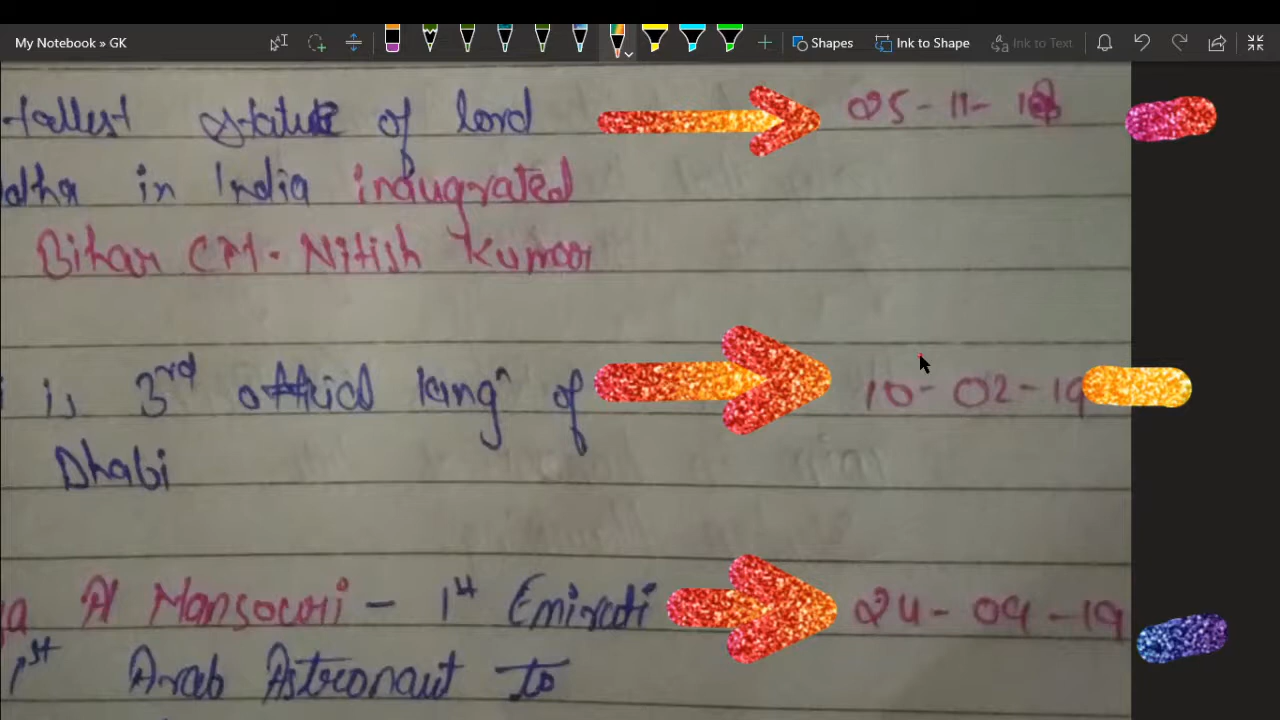 My Notebook » GK
Shapes
Ink to Shape
Ink to Text
tallest statue of lord 05-11-18
in India inaugrated
Bihar CM. Nitish Kumar
is 3rd official king of 10-02-19
Dhabi
Al Mansoori - 1st Emirati 24-09-19
1st Arab Astronaut to